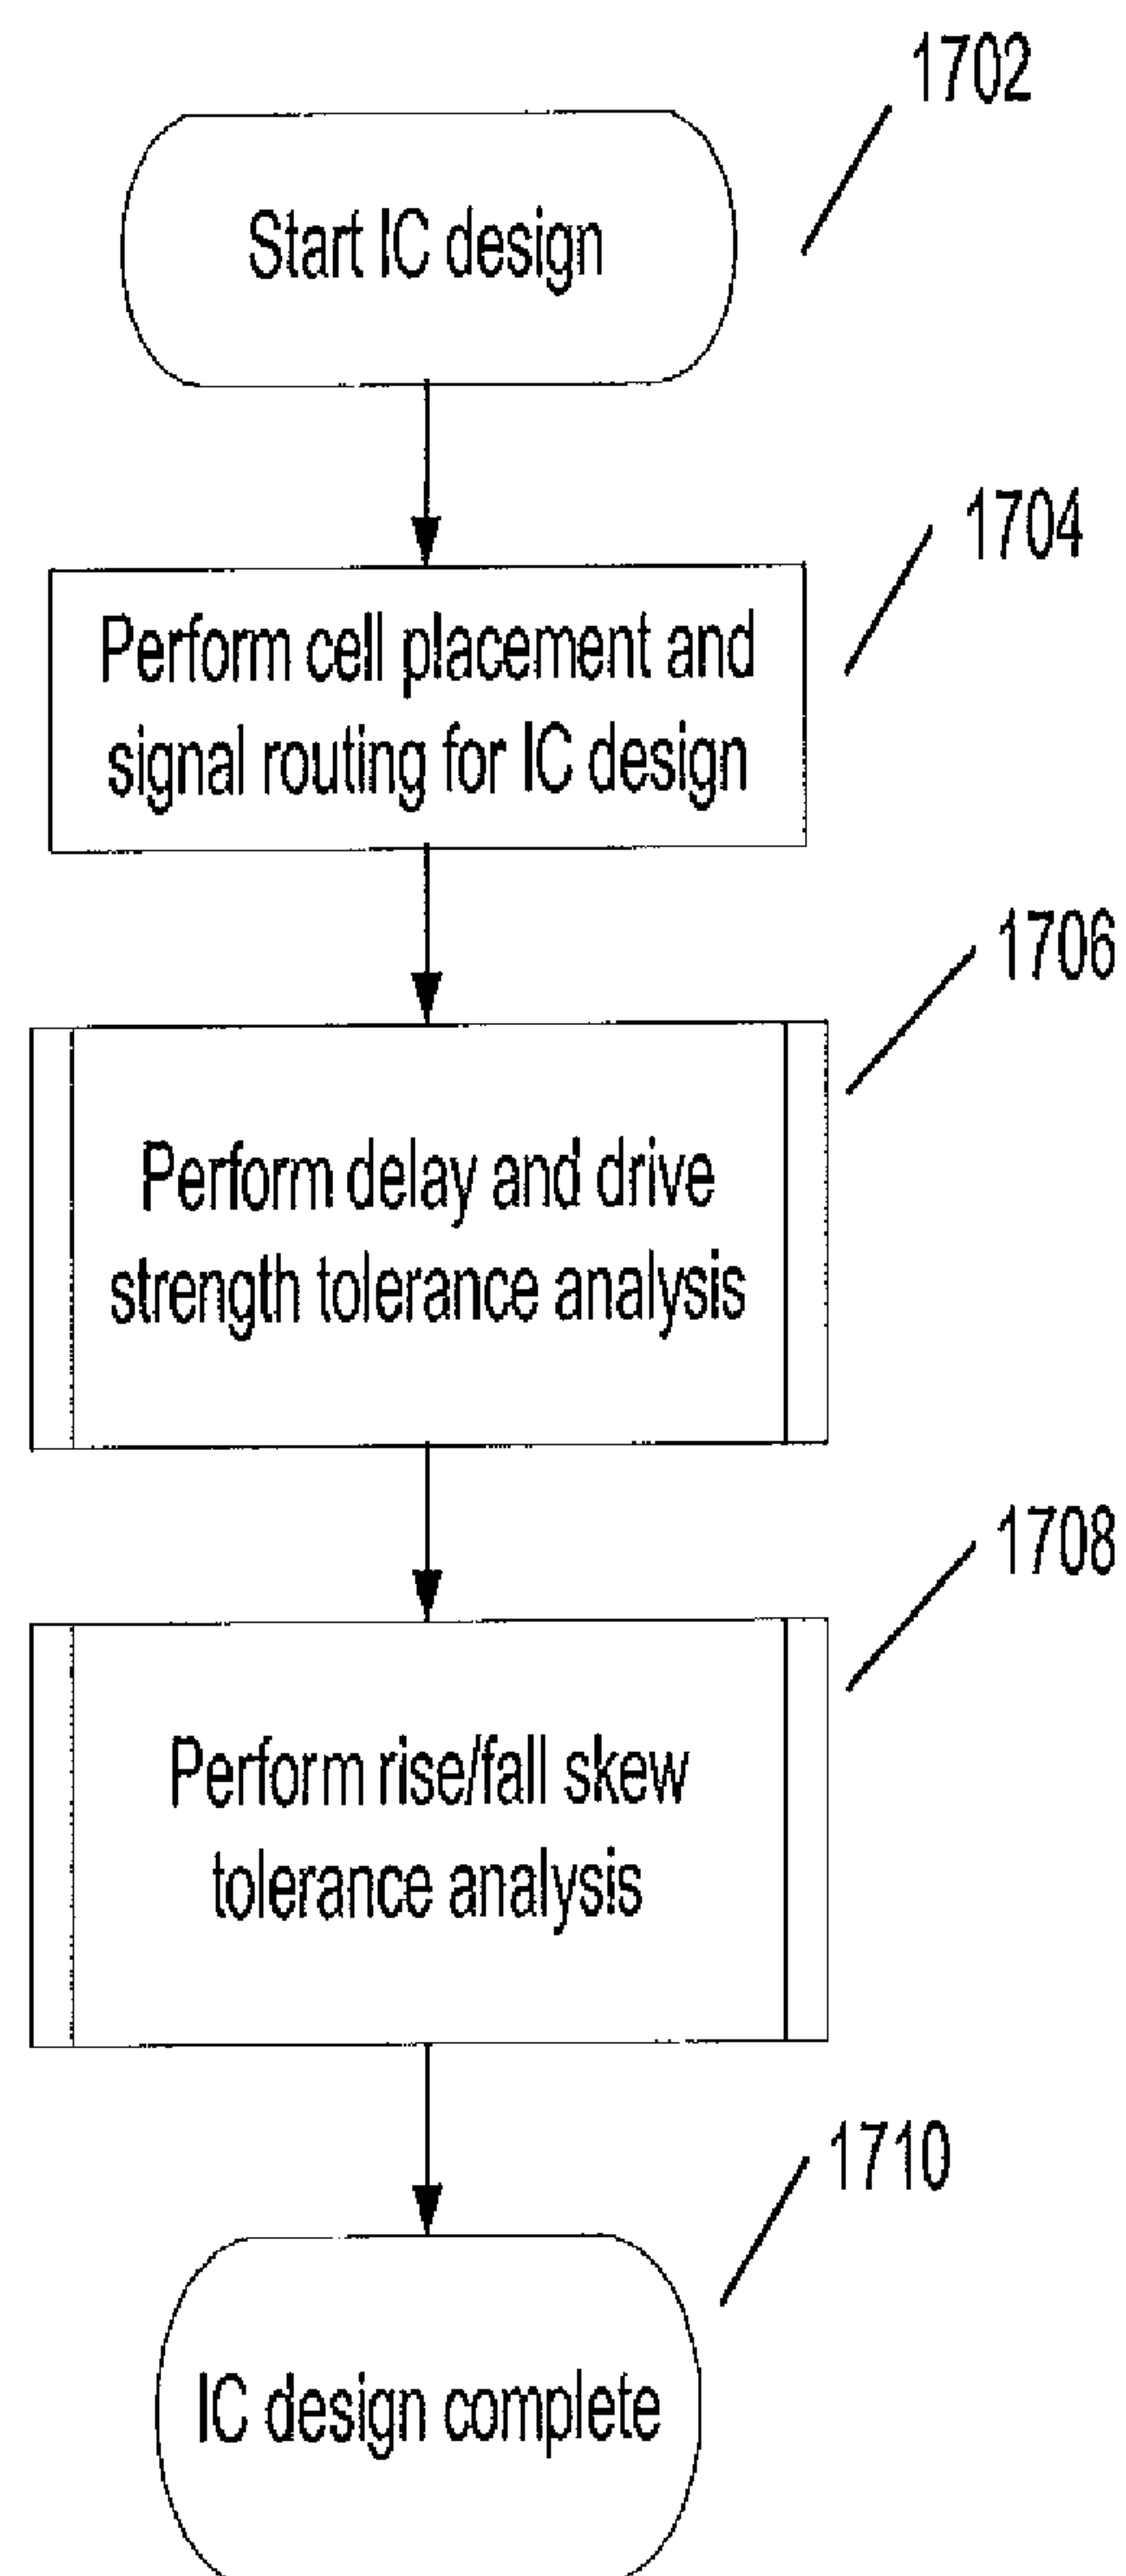 1702
Start IC design
1704
Perform cell placement and
signal routing for IC design
1706
Perform delay and drive
strength tolerance analysis
1708
Perform rise/fall skew
tolerance analysis
1710
IC design complete